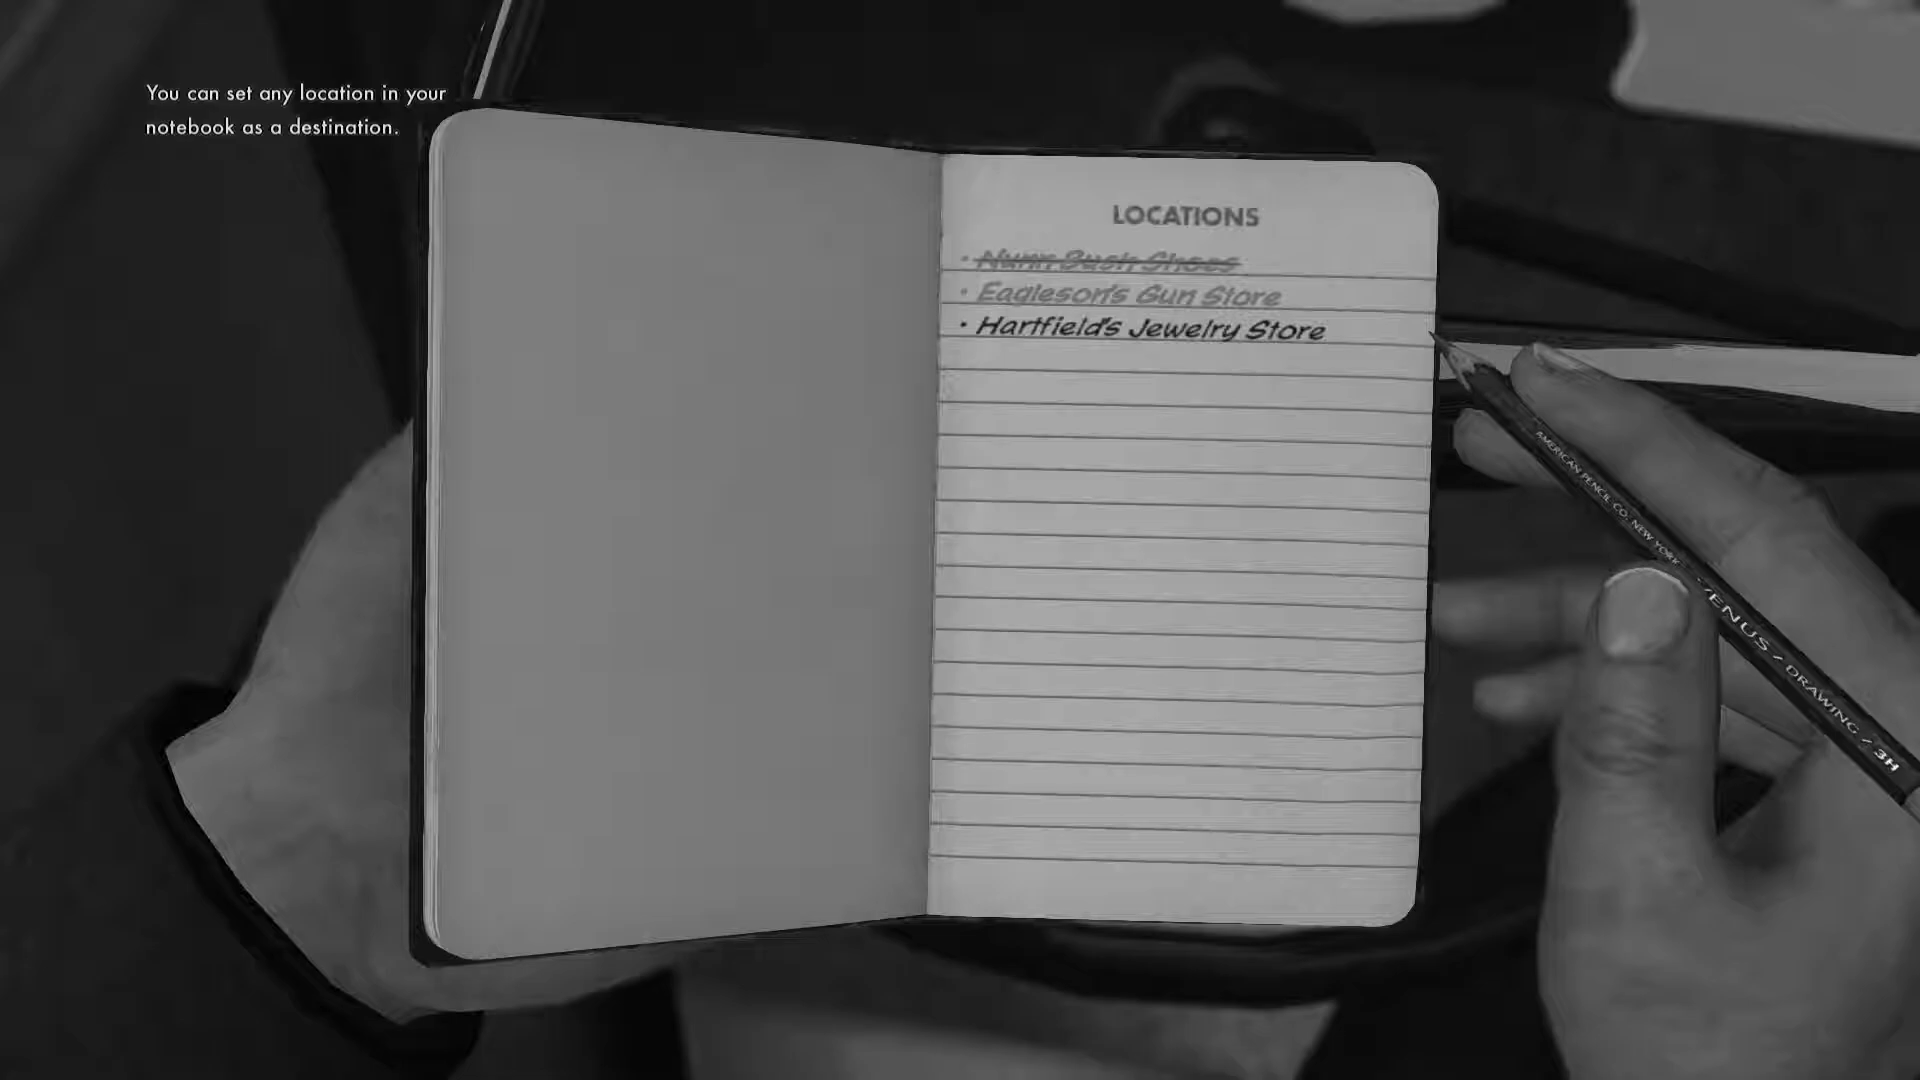 You can set any location in your
notebook as a destination.
LOCATIONS
• Nunn Bush Shoes
• Eagleson's Gun Store
• Hartfield's Jewelry Store
AMERICAN PENCIL CO. NEW YORK
VENUS / DRAWING / 3H